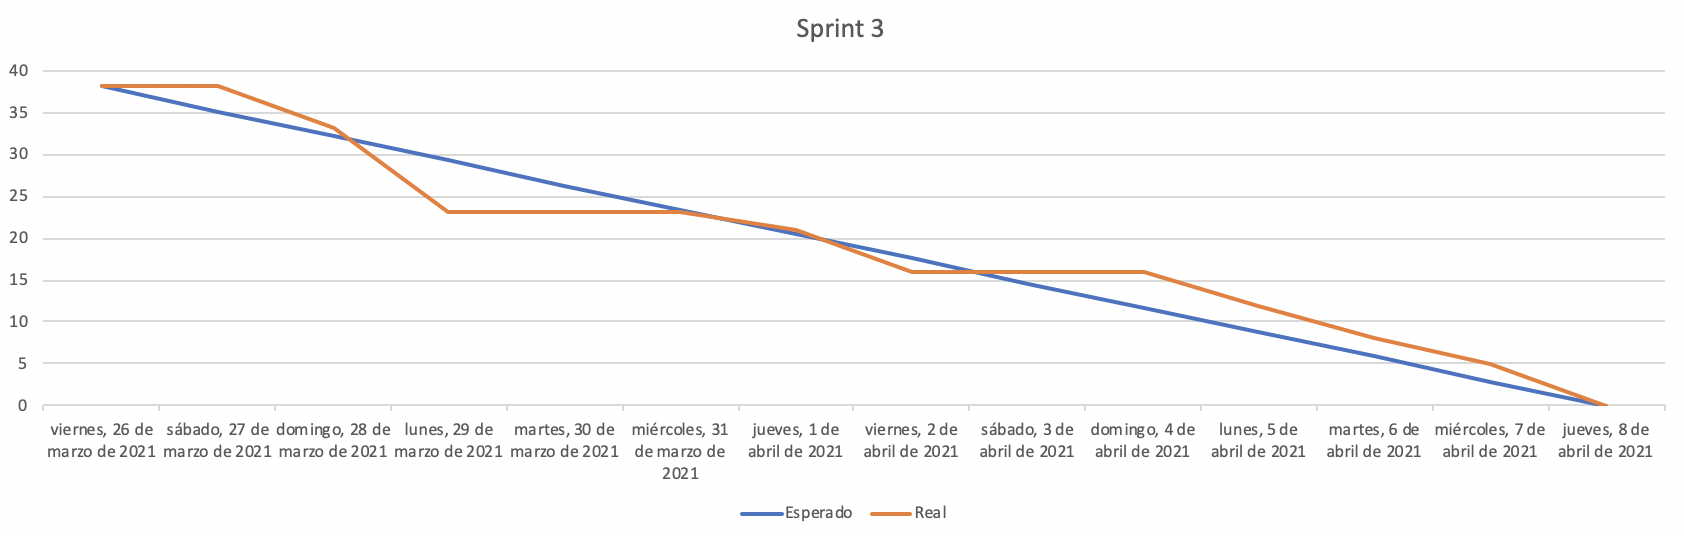 Sprint 3
40
35
30
25
20
15
10
5
0
viernes, 26 de
marzo de 2021
sábado, 27 de
marzo de 2021
domingo, 28 de
marzo de 2021
lunes, 29 de
marzo de 2021
martes, 30 de
marzo de 2021
miércoles, 31
de marzo de
2021
jueves, 1 de
abril de 2021
viernes, 2 de
abril de 2021
sábado, 3 de
abril de 2021
domingo, 4 de
abril de 2021
lunes, 5 de
abril de 2021
martes, 6 de
abril de 2021
miércoles, 7 de
abril de 2021
jueves, 8 de
abril de 2021
Esperado
Real